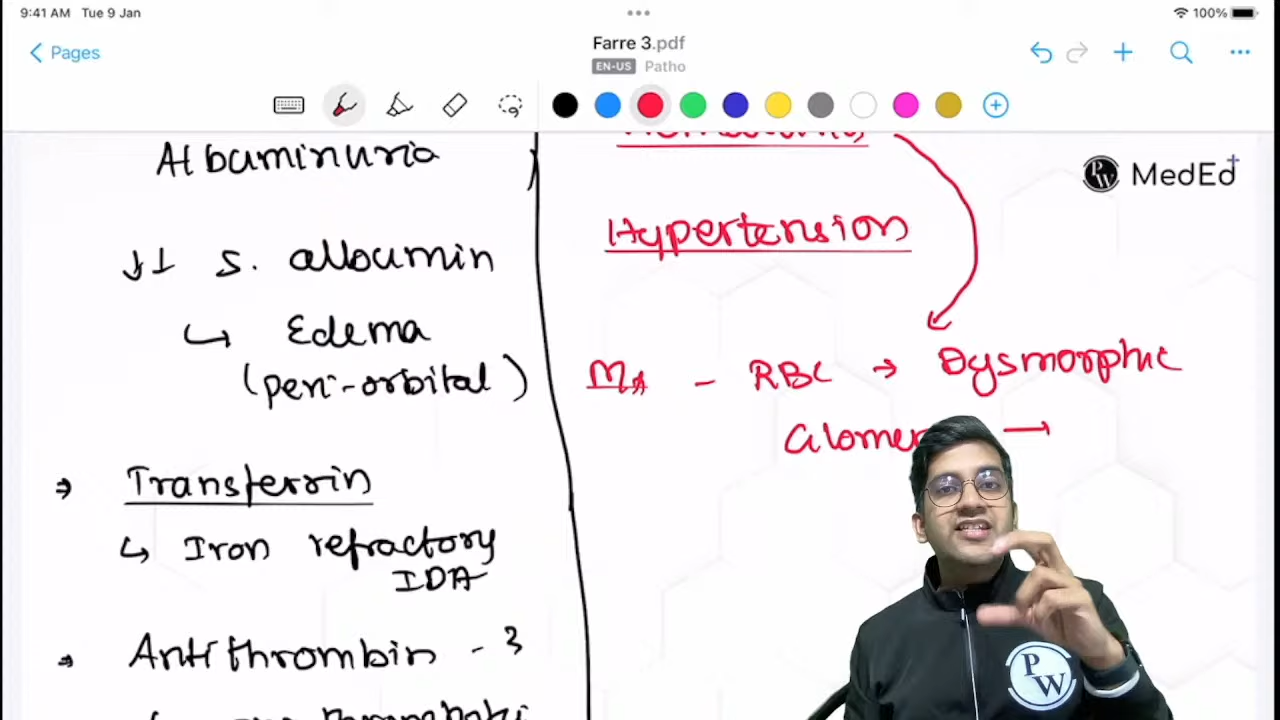 9:41 AM Tue 9 Jan
100%
Pages
Farre 3.pdf
EN-US Patho
PW MedEd
Albuminuria
↓↓ S. albumin
↳ Edema
(peri-orbital)
⇒ Transferrin
↳ Iron refractory
IDA
⇒ Antithrombin - 3
Hypertension
RBC → Dysmorphic
PW